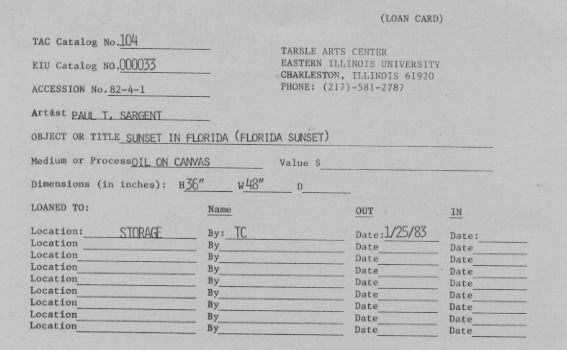 (LOAN CARD)
TAC Catalog No. 104
EIU Catalog NO. 000033
ACCESSION No. 82-4-1
TARBLE ARTS CENTER
EASTERN ILLINOIS UNIVERSITY
CHARLESTON, ILLINOIS 61920
PHONE: (217)-581-2787
Artist PAUL T. SARGENT
OBJECT OR TITLE SUNSET IN FLORIDA (FLORIDA SUNSET)
Medium or Process OIL ON CANVAS Value $
Dimensions (in inches): H 36" W 48" D
LOANED TO: Name OUT IN
Location: STORAGE By: TC Date: 1/25/83 Date:
Location By Date Date
Location By Date Date
Location By Date Date
Location By Date Date
Location By Date Date
Location By Date Date
Location By Date Date
Location By Date Date